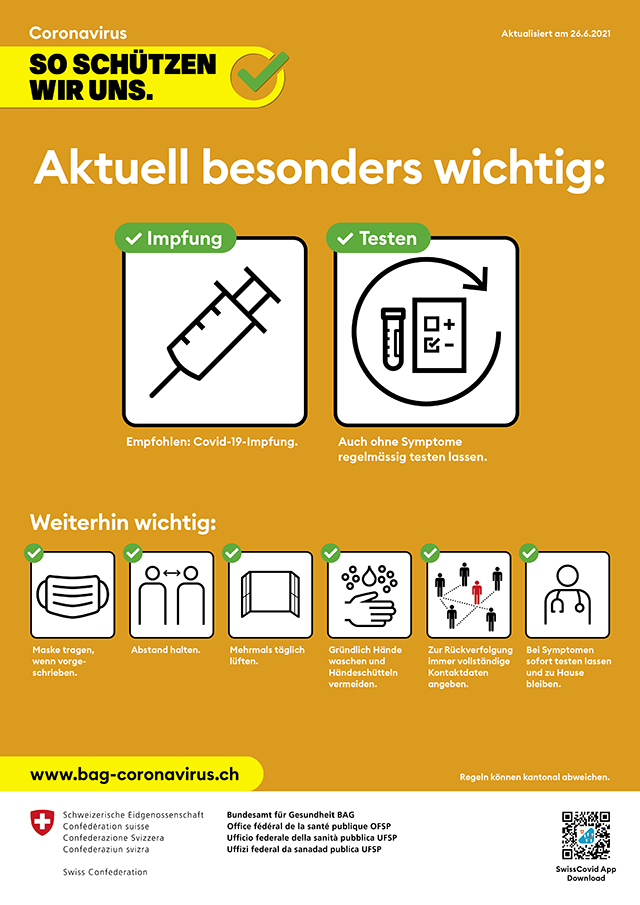 Coronavirus
Aktualisiert am 26.6.2021
SO SCHÜTZEN
WIR UNS.
Aktuell besonders wichtig:
Impfung
Testen
Empfohlen: Covid-19-Impfung.
Auch ohne Symptome
regelmässig testen lassen.
Weiterhin wichtig:
Maske tragen,
wenn vorge-
schrieben.
Abstand halten.
Mehrmals täglich
lüften.
Gründlich Hände
waschen und
Händeschütteln
vermeiden.
Zur Rückverfolgung
immer vollständige
Kontaktdaten
angeben.
Bei Symptomen
sofort testen lassen
und zu Hause
bleiben.
www.bag-coronavirus.ch
Regeln können kantonal abweichen.
Schweizerische Eidgenossenschaft
Confédération suisse
Confederazione Svizzera
Confederaziun svizra
Swiss Confederation
Bundesamt für Gesundheit BAG
Office fédéral de la santé publique OFSP
Ufficio federale della sanità pubblica UFSP
Uffizi federal da sanadad publica UFSP
SwissCovid App
Download